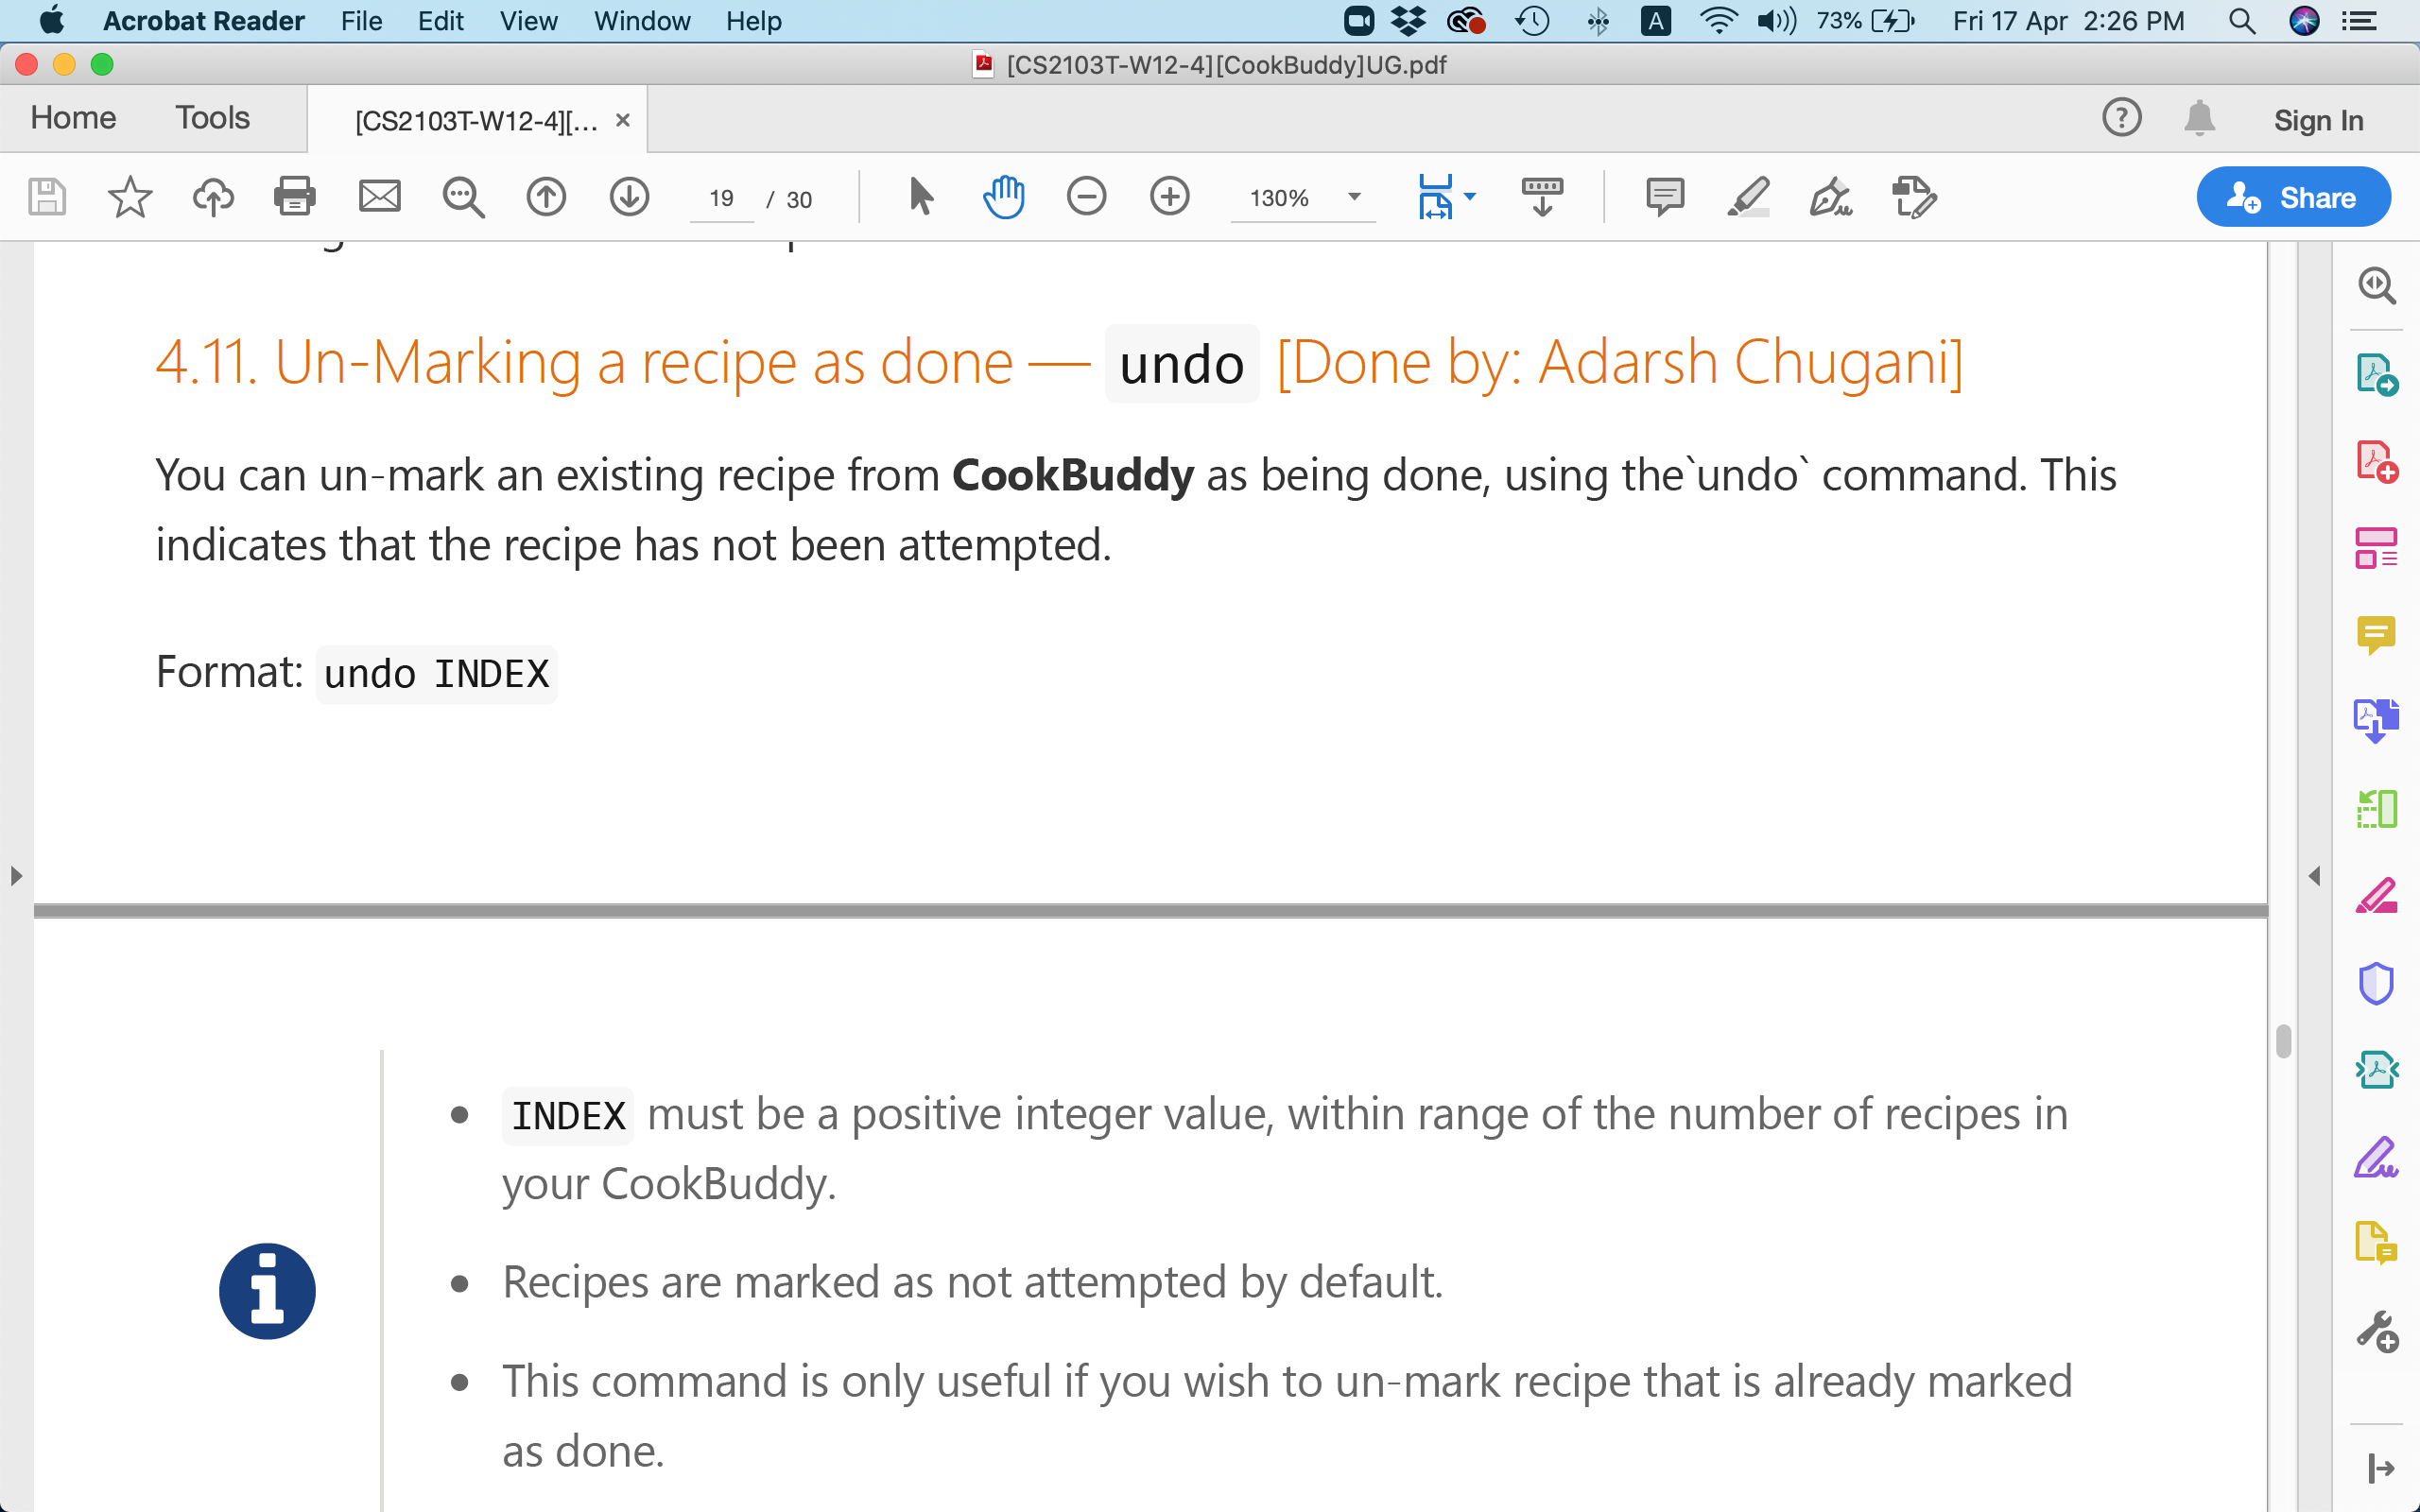 Acrobat Reader File Edit View Window Help A 73% Fri 17 Apr 2:26 PM
[CS2103T-W12-4][CookBuddy]UG.pdf
Home Tools [CS2103T-W12-4][... × ? Sign In
19 / 30 130% Share
4.11. Un-Marking a recipe as done — undo [Done by: Adarsh Chugani]
You can un-mark an existing recipe from CookBuddy as being done, using the`undo` command. This
indicates that the recipe has not been attempted.
Format: undo INDEX
• INDEX must be a positive integer value, within range of the number of recipes in
your CookBuddy.
• Recipes are marked as not attempted by default.
• This command is only useful if you wish to un-mark recipe that is already marked
as done.